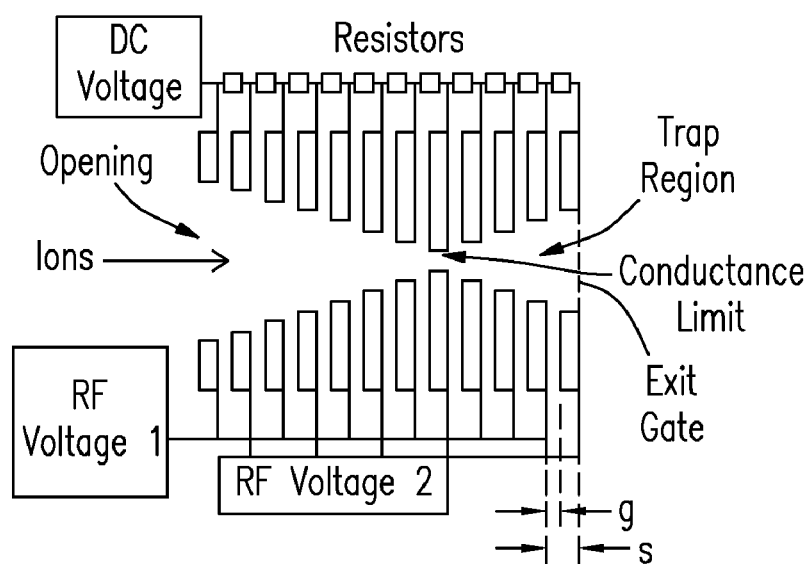 DC
Voltage
Resistors
Opening
Trap
Region
Ions
Conductance
Limit
RF
Voltage 1
Exit
Gate
RF Voltage 2
g
s